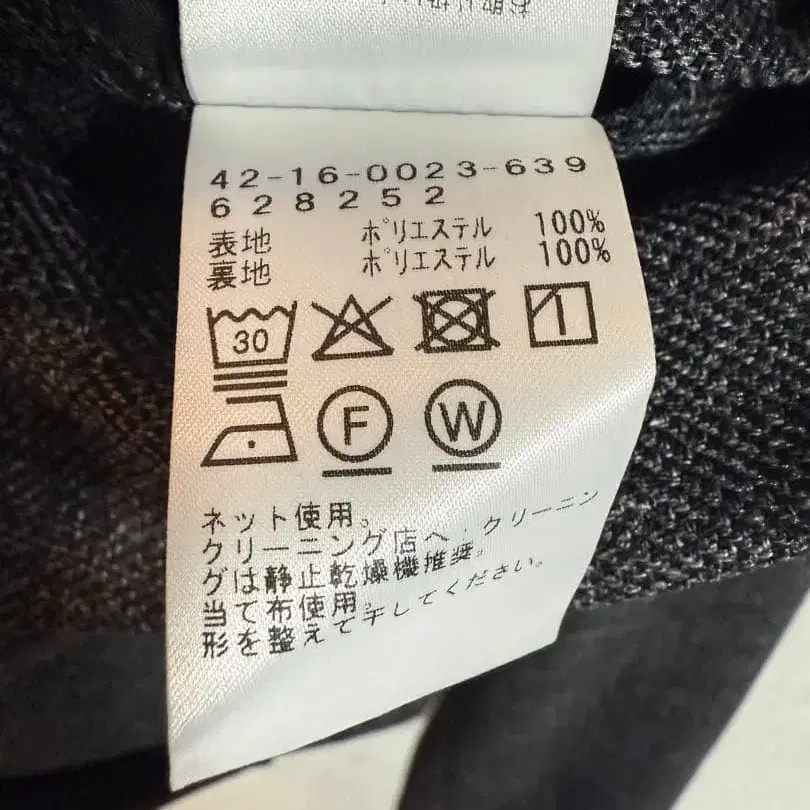 42-16-0023-639
628252
表地 ポリエステル 100%
裏地 ポリエステル 100%
30
F W
ネット使用。
クリーニング店へ・クリーニン
グは静止乾燥機推奨。
当て布使用。
形を整えて干してください。